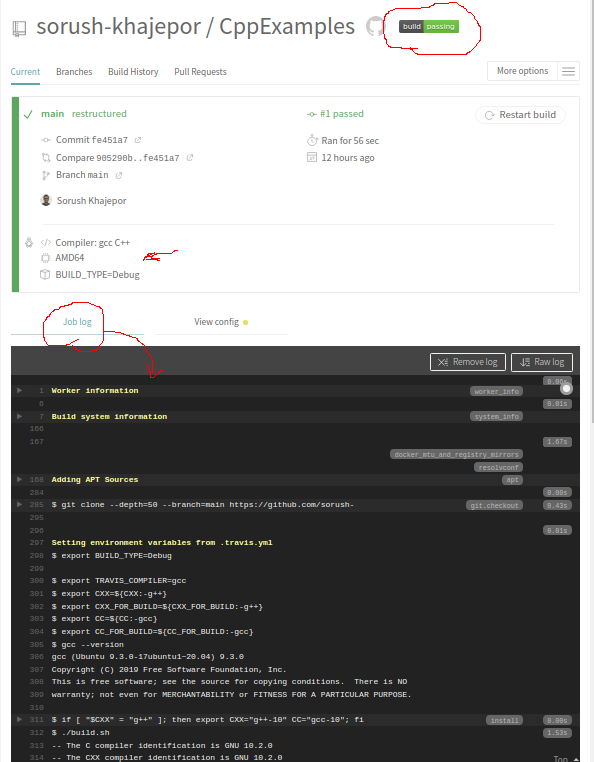 sorush-khajepor / CppExamples
build passing
Current Branches Build History Pull Requests
More options
main restructured
#1 passed
Restart build
Commit fe451a7
Ran for 56 sec
Compare 905290b..fe451a7
12 hours ago
Branch main
Sorush Khajepor
Compiler: gcc C++
AMD64
BUILD_TYPE=Debug
Job log View config
Remove log Raw log
1 Worker information worker_info
6 0.01s
7 Build system information system_info
166
167 1.67s
docker_mtu_and_registry_mirrors
resolvconf
168 Adding APT Sources apt
284 0.00s
285 $ git clone --depth=50 --branch=main https://github.com/sorush- git.checkout 0.43s
295
296 0.01s
297 Setting environment variables from .travis.yml
298 $ export BUILD_TYPE=Debug
299
300 $ export TRAVIS_COMPILER=gcc
301 $ export CXX=${CXX:-g++}
302 $ export CXX_FOR_BUILD=${CXX_FOR_BUILD:-g++}
303 $ export CC=${CC:-gcc}
304 $ export CC_FOR_BUILD=${CC_FOR_BUILD:-gcc}
305 $ gcc --version
306 gcc (Ubuntu 9.3.0-17ubuntu1~20.04) 9.3.0
307 Copyright (C) 2019 Free Software Foundation, Inc.
308 This is free software; see the source for copying conditions.  There is NO
309 warranty; not even for MERCHANTABILITY or FITNESS FOR A PARTICULAR PURPOSE.
310
311 $ if [ "$CXX" = "g++" ]; then export CXX="g++-10" CC="gcc-10"; fi install 0.00s
312 $ ./build.sh 1.53s
313 -- The C compiler identification is GNU 10.2.0
314 -- The CXX compiler identification is GNU 10.2.0
Top